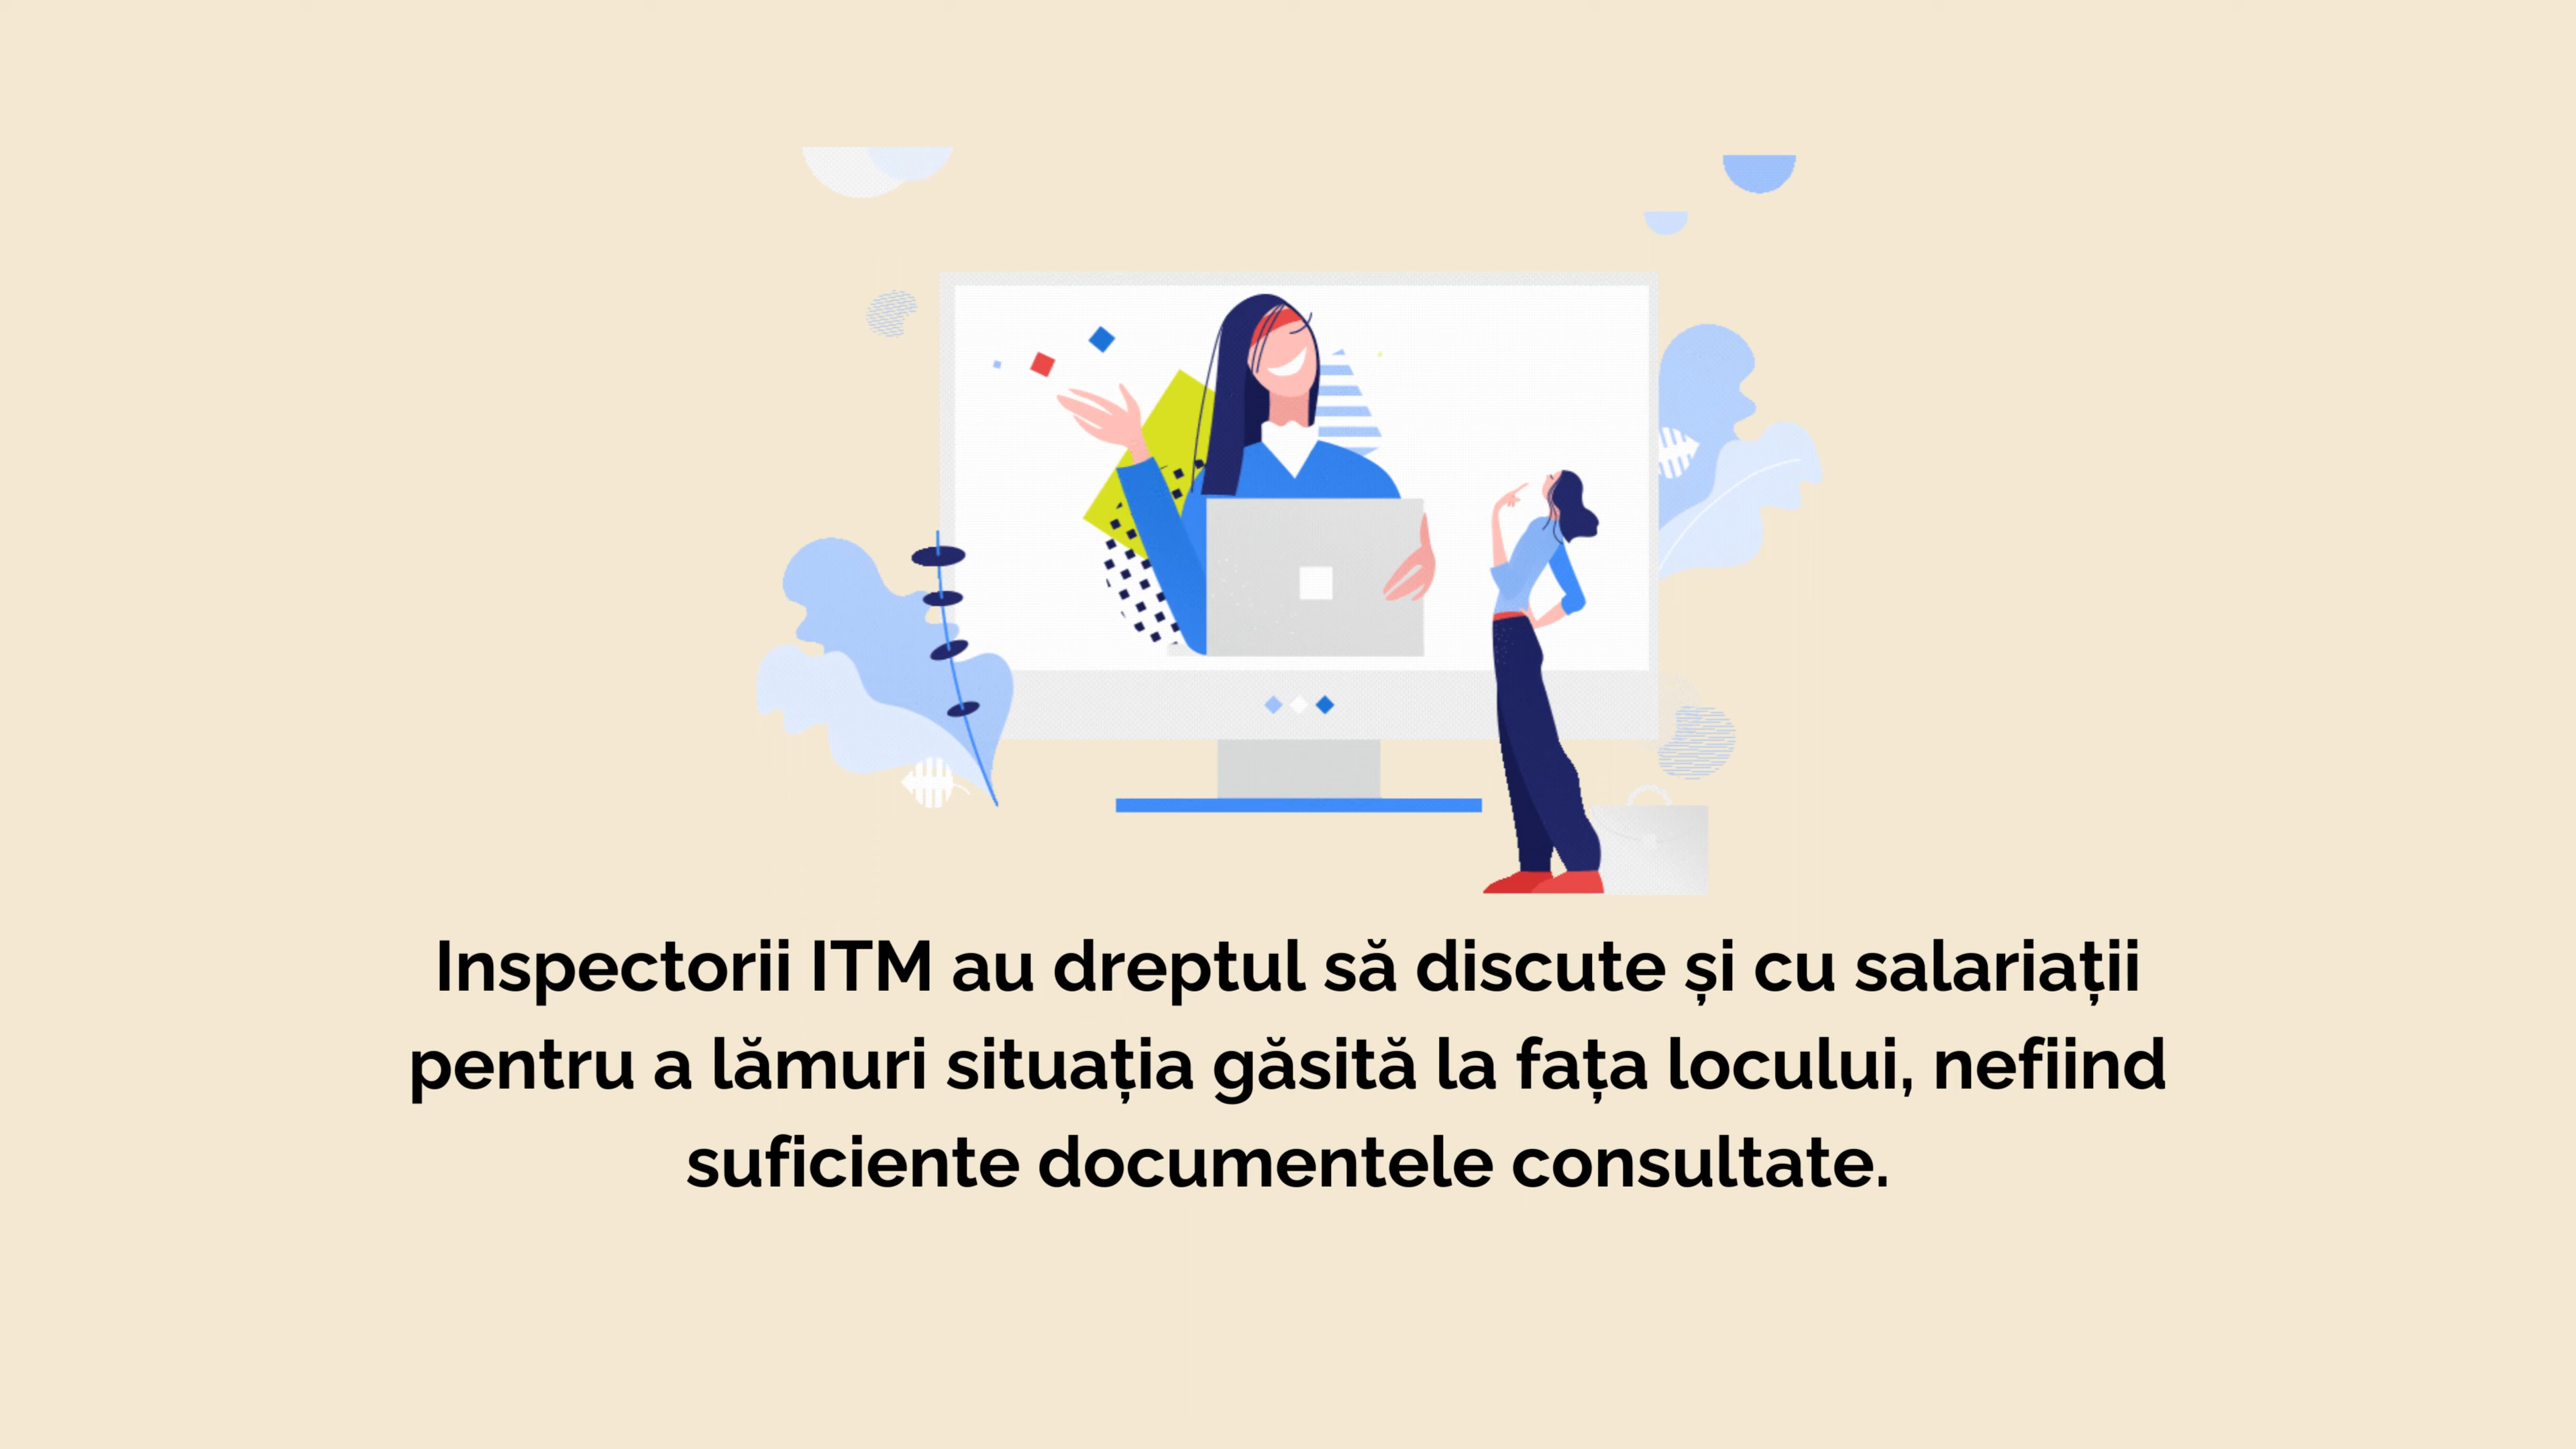 Inspectorii ITM au dreptul să discute și cu salariații
pentru a lămuri situația găsită la fața locului, nefiind
suficiente documentele consultate.